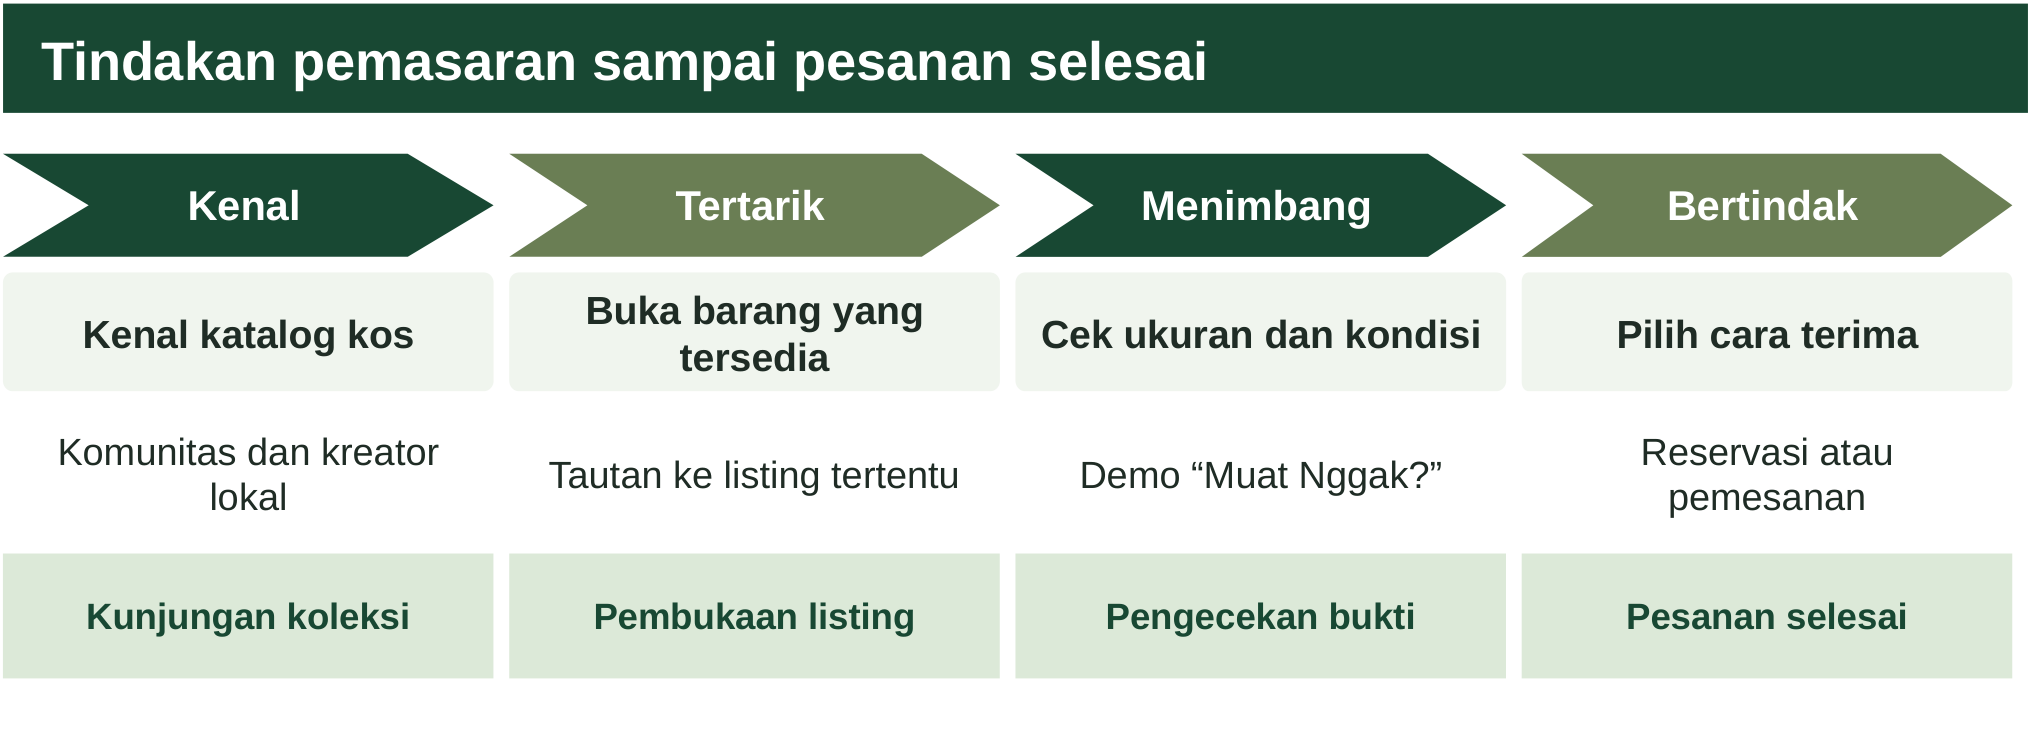 Tindakan pemasaran sampai pesanan selesai
Kenal
Tertarik
Menimbang
Bertindak
Kenal katalog kos
Buka barang yang
tersedia
Cek ukuran dan kondisi
Pilih cara terima
Komunitas dan kreator
lokal
Tautan ke listing tertentu
Demo “Muat Nggak?”
Reservasi atau
pemesanan
Kunjungan koleksi
Pembukaan listing
Pengecekan bukti
Pesanan selesai